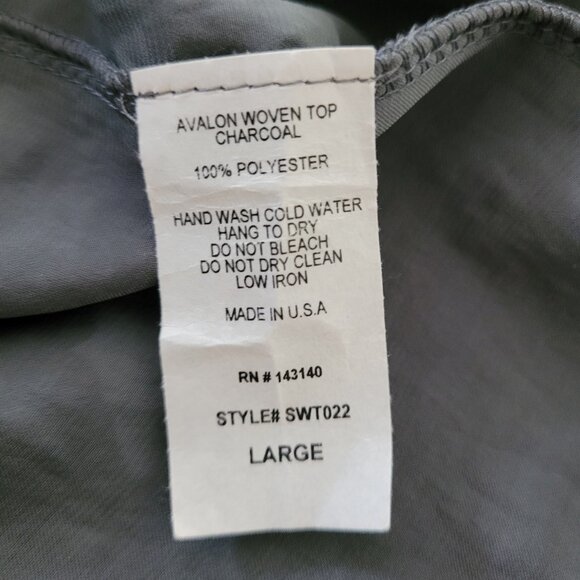 AVALON WOVEN TOP
CHARCOAL
100% POLYESTER
HAND WASH COLD WATER
HANG TO DRY
DO NOT BLEACH
DO NOT DRY CLEAN
LOW IRON
MADE IN U.S.A
RN # 143140
STYLE# SWT022
LARGE